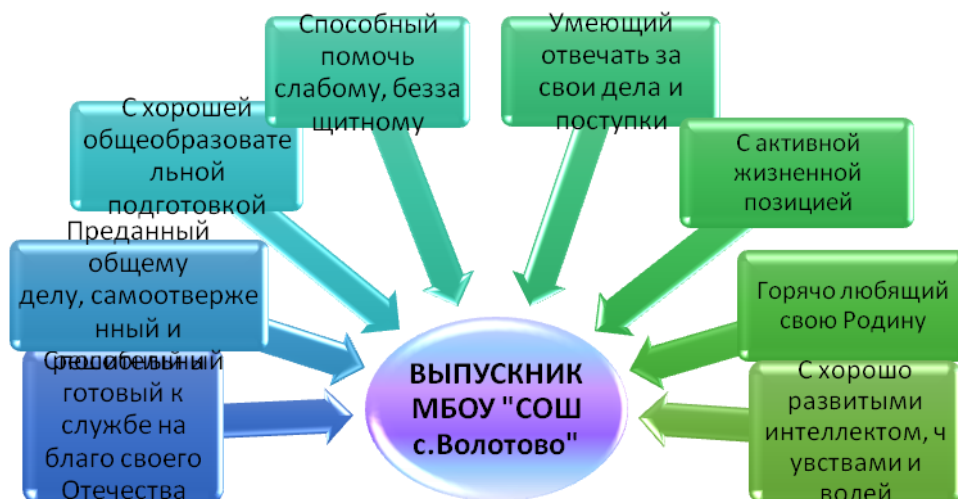 Способный и
готовый к
службе на
благо своего
Отечества
Преданный
общему
делу, самоотверже
нный и
решительный
С хорошей
общеобразовате
льной
подготовкой
Способный
помочь
слабому, безза
щитному
Умеющий
отвечать за
свои дела и
поступки
С активной
жизненной
позицией
Горячо любящий
свою Родину
С хорошо
развитыми
интеллектом, ч
увствами и
волей
ВЫПУСКНИК
МБОУ "СОШ
с.Волотово"